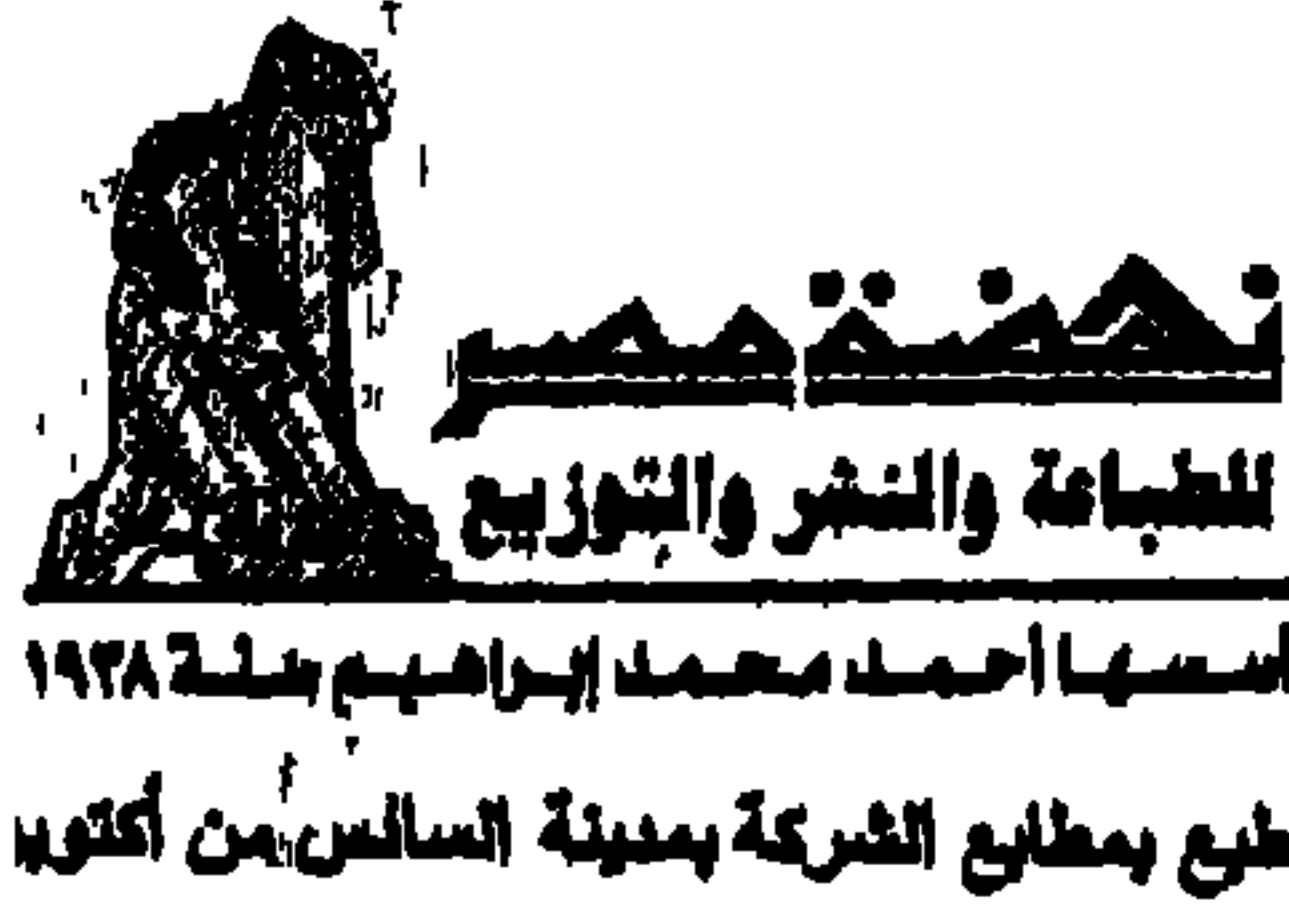 نهضة مصر
للطباعة والنشر والتوزيع
أسسها أحمد محمد إبراهيم سنة ١٩٣٨
طبع بمطابع الشركة بمدينة السادس من أكتوبر